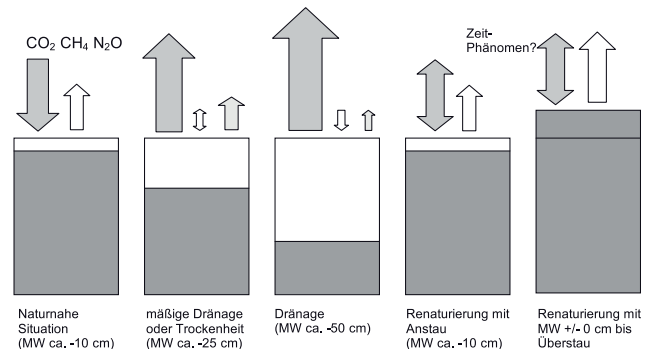 CO₂ CH₄ N₂O
Zeit-
Phänomen?
Naturnahe
Situation
(MW ca. -10 cm)
mäßige Dränage
oder Trockenheit
(MW ca. -25 cm)
Dränage
(MW ca. -50 cm)
Renaturierung mit
Anstau
(MW ca. -10 cm)
Renaturierung mit
MW +/- 0 cm bis
Überstau